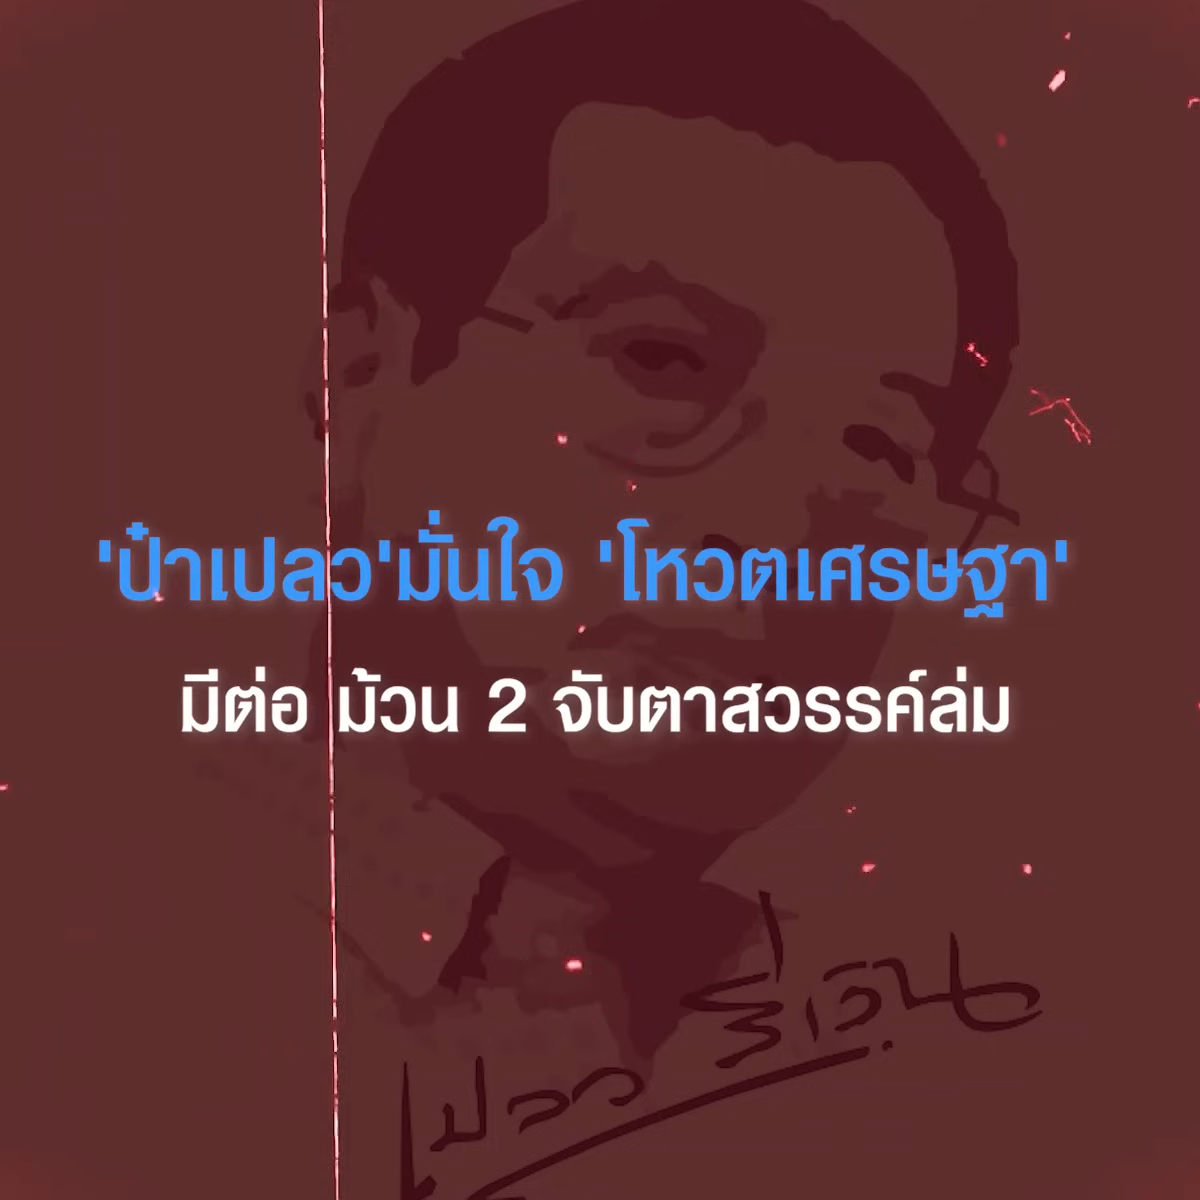 'ป๋าเปลว'มั่นใจ 'โหวตเศรษฐา'
มีต่อ ม้วน 2 จับตาสวรรค์ล่ม
เปลว สีเงิน